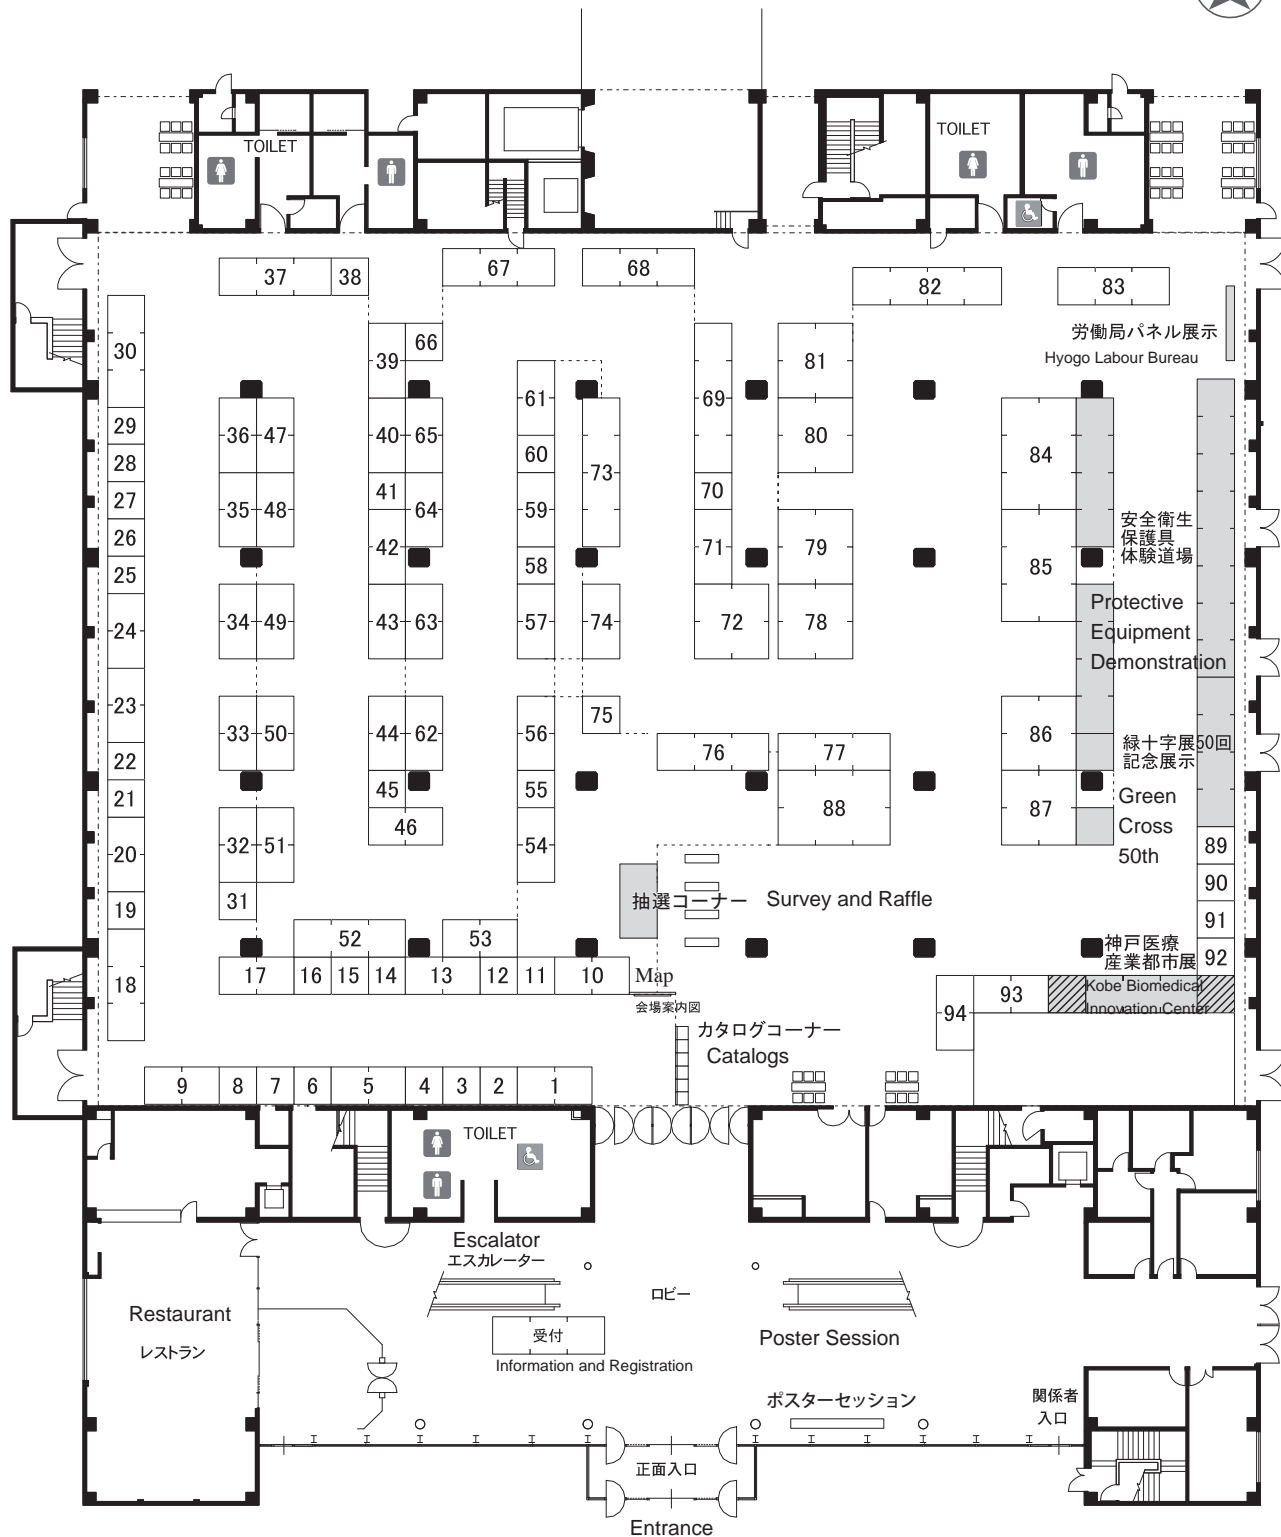 TOILET
TOILET
67
68
37
38
82
83
労働局パネル展示
Hyogo Labour Bureau
66
30
39
81
61
69
29
36
47
40
65
80
60
73
84
28
41
70
27
35
48
64
59
26
42
71
79
安全衛生
保護具
体験道場
25
58
85
Protective
24
34
49
43
63
57
74
72
78
Equipment
Demonstration
23
75
33
50
44
62
56
86
緑十字展50回
記念展示
22
76
77
21
45
55
Green
46
88
87
Cross
20
32
51
54
89
50th
90
31
抽選コーナー
Survey and Raffle
19
91
52
53
神戸医療
産業都市展
92
18
17
16
15
14
13
12
11
10
Map
Kobe Biomedical
Innovation Center
93
会場案内図
94
カタログコーナー
Catalogs
9
8
7
6
5
4
3
2
1
TOILET
Escalator
エスカレーター
ロビー
Restaurant
レストラン
受付
Information and Registration
Poster Session
ポスターセッション
関係者
入口
正面入口
Entrance